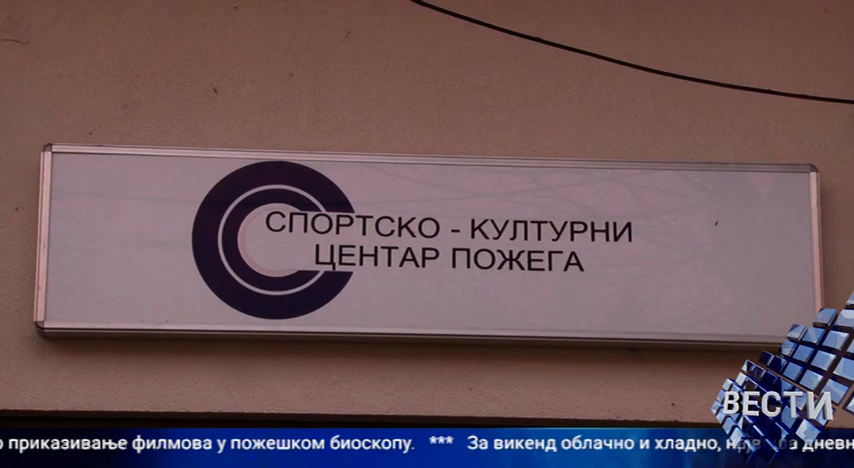 СПОРТСКО - КУЛТУРНИ
ЦЕНТАР ПОЖЕГА
ВЕСТИ
приказивање филмова у пожешком биоскопу. *** За викенд облачно и хладно,